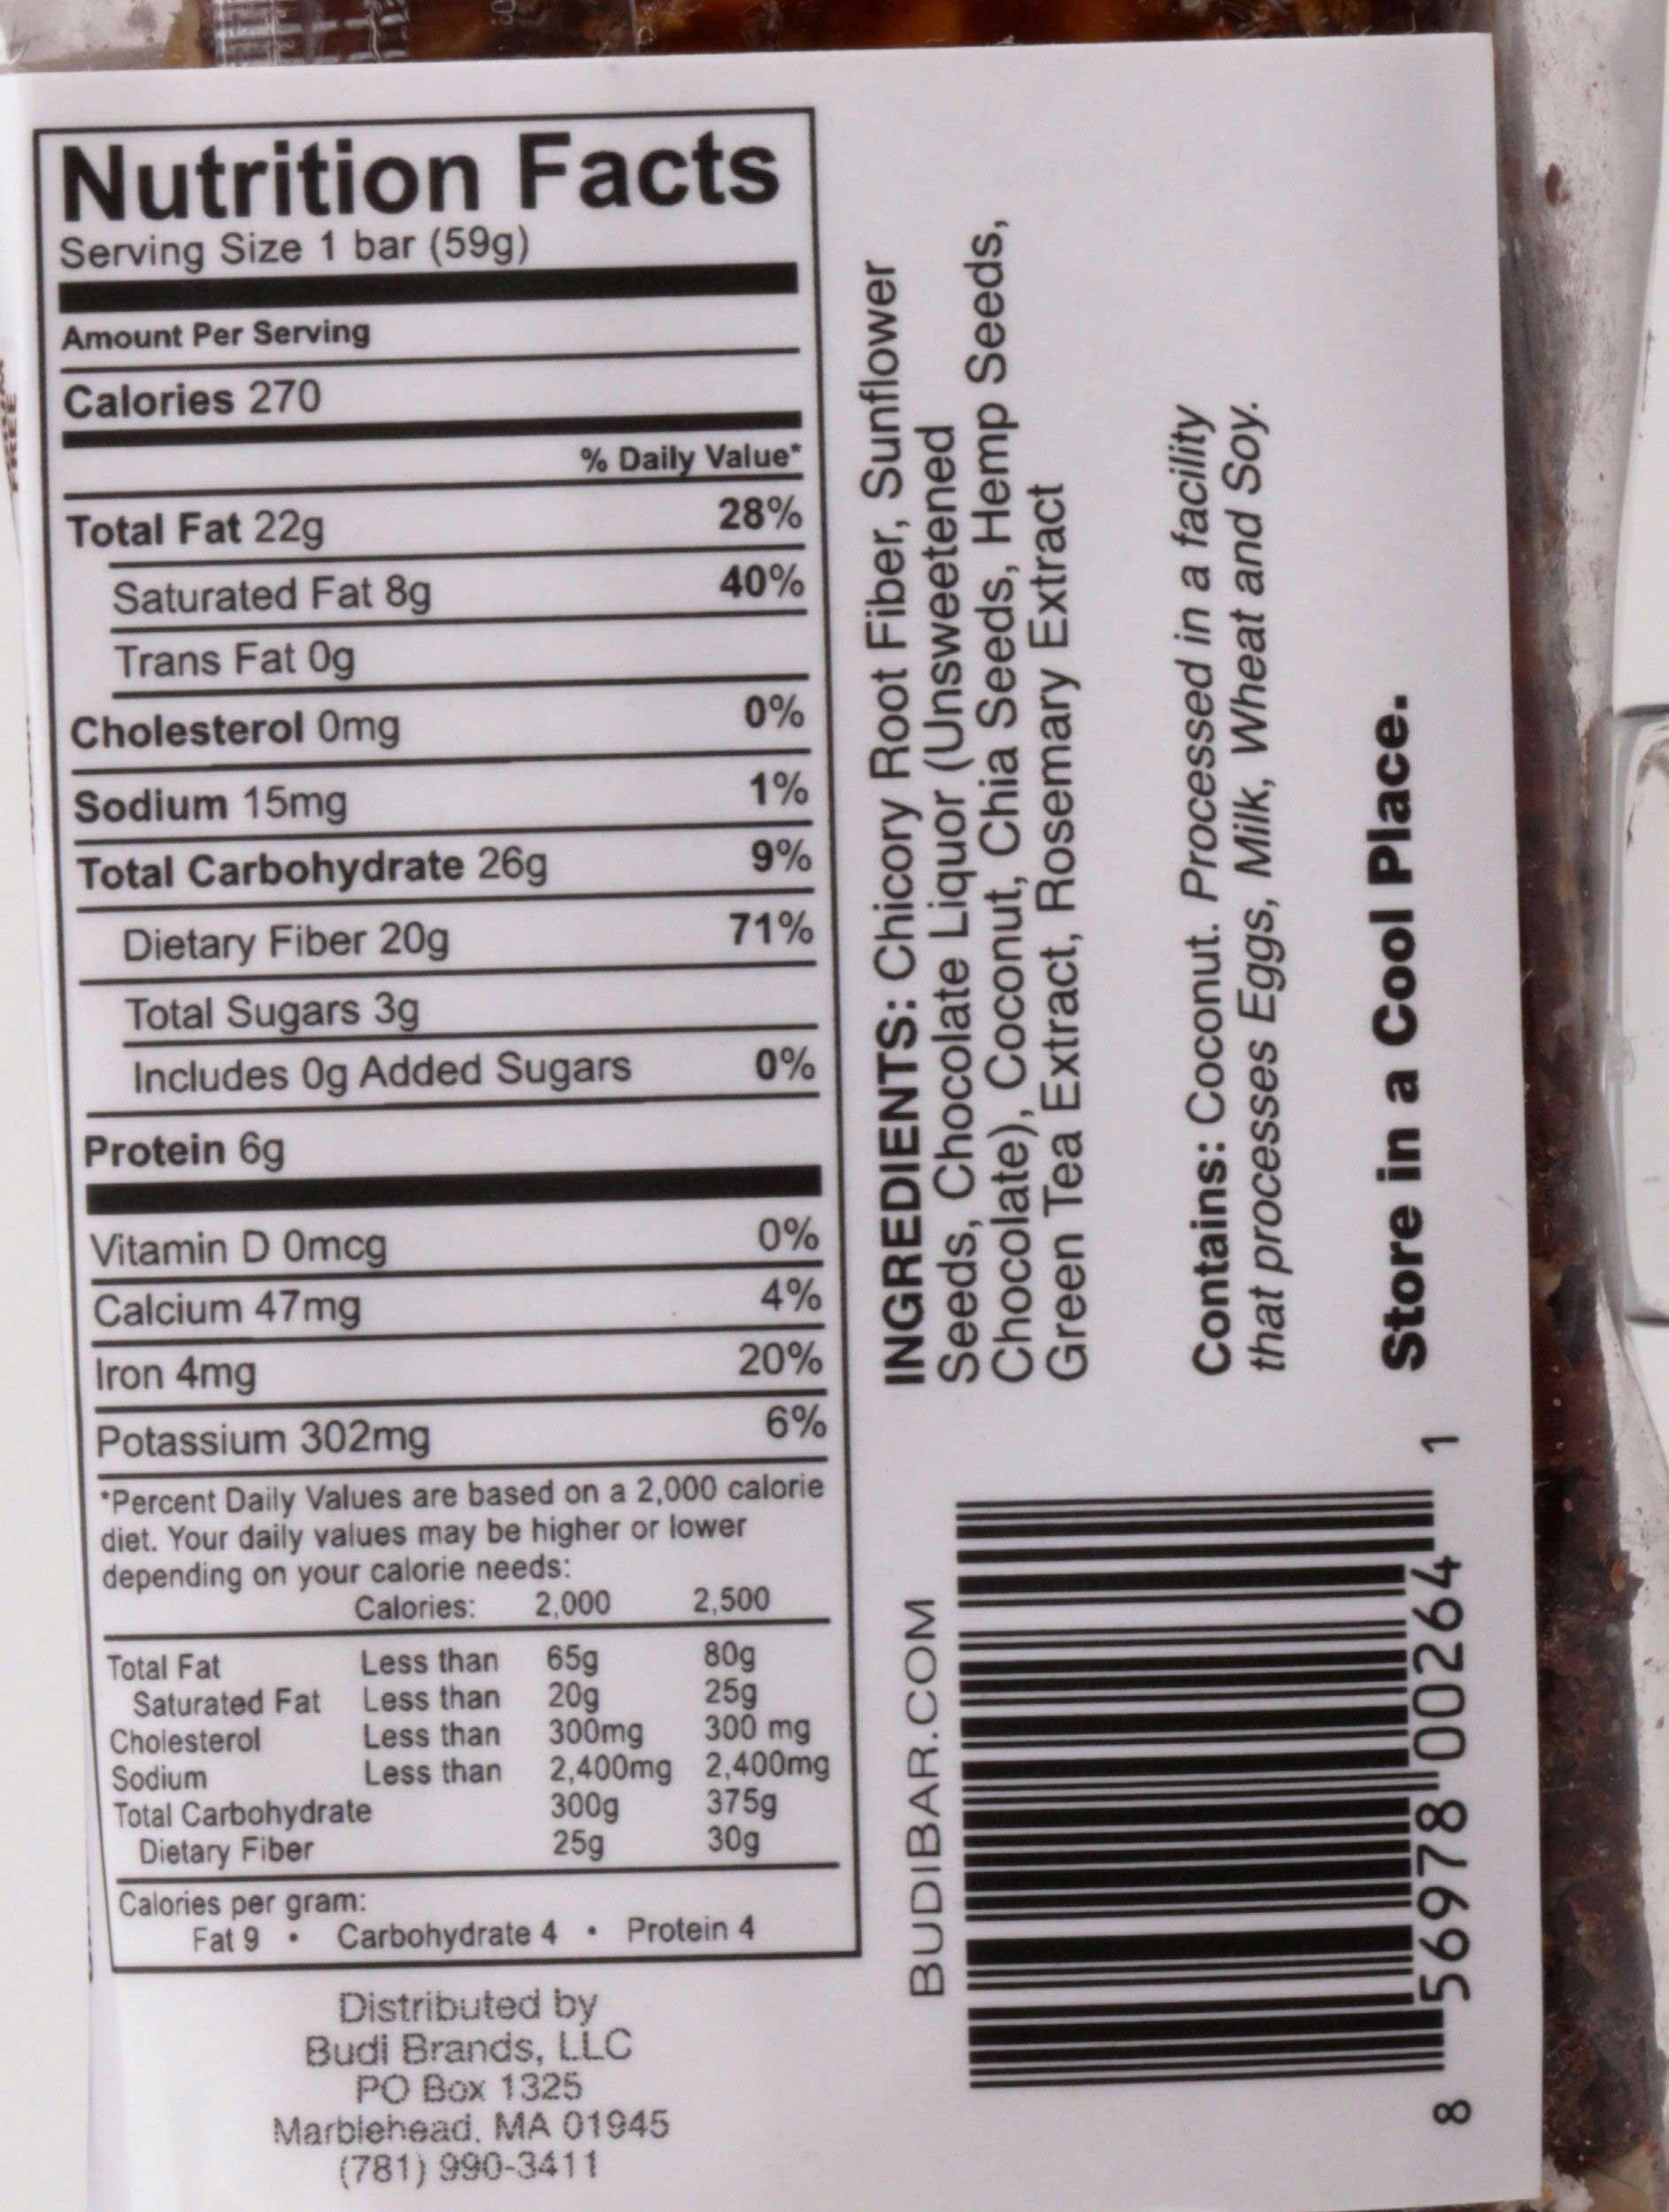 Nutrition Facts
Serving Size 1 bar (59g)
Amount Per Serving
Calories 270
% Daily Value*
Total Fat 22g 28%
Saturated Fat 8g 40%
Trans Fat 0g
Cholesterol 0mg 0%
Sodium 15mg 1%
Total Carbohydrate 26g 9%
Dietary Fiber 20g 71%
Total Sugars 3g
Includes 0g Added Sugars 0%
Protein 6g
Vitamin D 0mcg 0%
Calcium 47mg 4%
Iron 4mg 20%
Potassium 302mg 6%
*Percent Daily Values are based on a 2,000 calorie
diet. Your daily values may be higher or lower
depending on your calorie needs:
Calories: 2,000 2,500
Total Fat Less than 65g 80g
Saturated Fat Less than 20g 25g
Cholesterol Less than 300mg 300 mg
Sodium Less than 2,400mg 2,400mg
Total Carbohydrate 300g 375g
Dietary Fiber 25g 30g
Calories per gram:
Fat 9 • Carbohydrate 4 • Protein 4
Distributed by
Budi Brands, LLC
PO Box 1325
Marblehead, MA 01945
(781) 990-3411
INGREDIENTS: Chicory Root Fiber, Sunflower
Seeds, Chocolate Liquor (Unsweetened
Chocolate), Coconut, Chia Seeds, Hemp Seeds,
Green Tea Extract, Rosemary Extract
Contains: Coconut. Processed in a facility
that processes Eggs, Milk, Wheat and Soy.
Store in a Cool Place.
BUDIBAR.COM
8 56978 00264 1